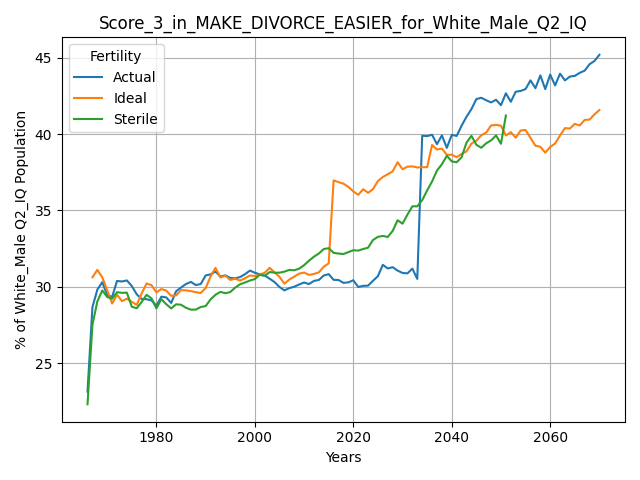 Score_3_in_MAKE_DIVORCE_EASIER_for_White_Male_Q2_IQ
Fertility
Actual
Ideal
Sterile
% of White_Male Q2_IQ Population
45
40
35
30
25
1980
2000
2020
2040
2060
Years